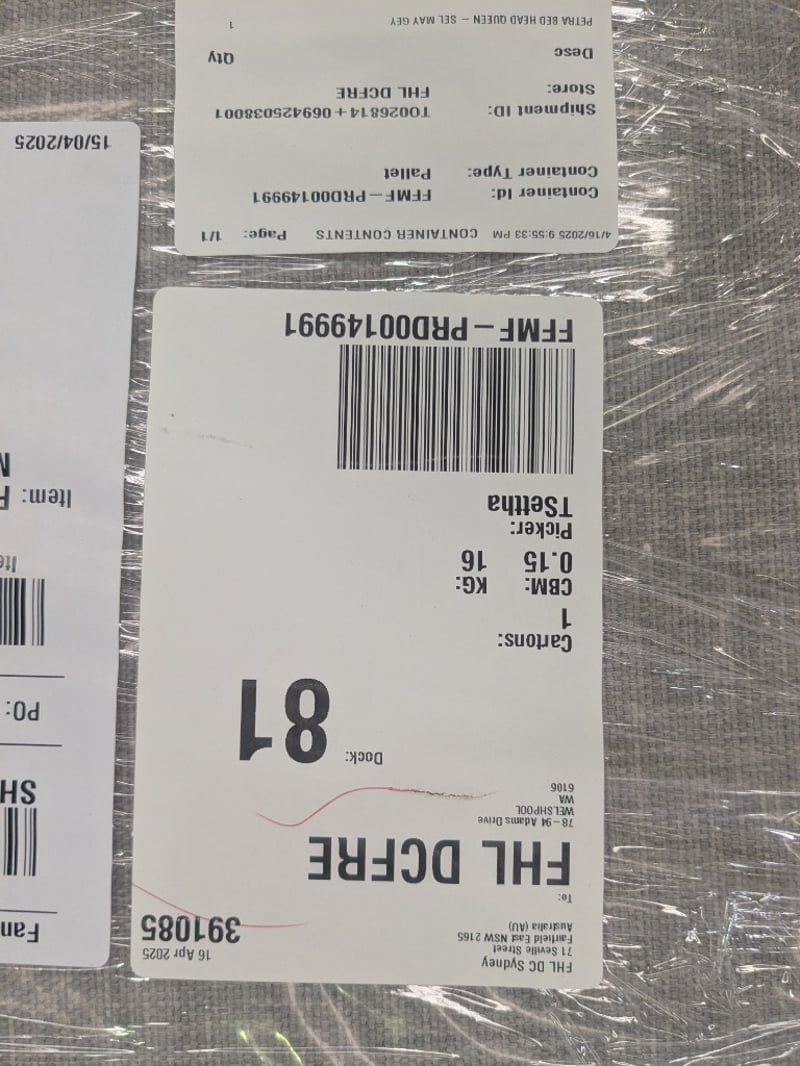 FHL DC Sydney 16 Apr 2025
71 Seville Street 391085
Fairfield East NSW 2165
Australia (AU)
To:
FHL DCFRE
78-94 Adams Drive
WELSHPOOL
WA
6106
Dock: 81
Cartons:
1
CBM: KG:
0.15 16
Picker:
TSettha
FFMF-PRD00149991
4/16/2025 9:55:33 PM CONTAINER CONTENTS Page: 1/1
Container Id: FFMF-PRD00149991
Container Type: Pallet
Shipment ID: T0026814+069425038001
Store: FHL DCFRE
Desc Qty
PETRA BED HEAD QUEEN - SEL MAY GEY 1
Fan
SH
PO:
Ite
Item: F
15/04/2025